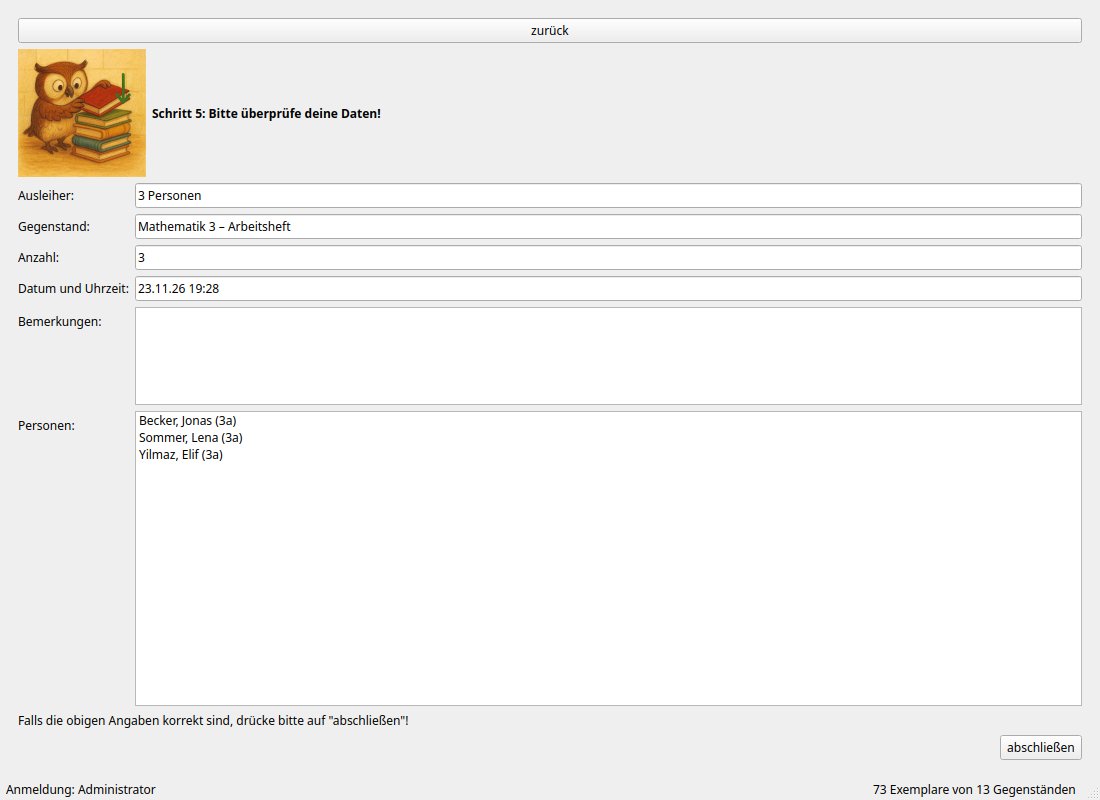 zurück
Schritt 5: Bitte überprüfe deine Daten!
Ausleiher: 3 Personen
Gegenstand: Mathematik 3 – Arbeitsheft
Anzahl: 3
Datum und Uhrzeit: 23.11.26 19:28
Bemerkungen:
Personen: Becker, Jonas (3a)
Sommer, Lena (3a)
Yilmaz, Elif (3a)
Falls die obigen Angaben korrekt sind, drücke bitte auf "abschließen"!
abschließen
Anmeldung: Administrator 73 Exemplare von 13 Gegenständen